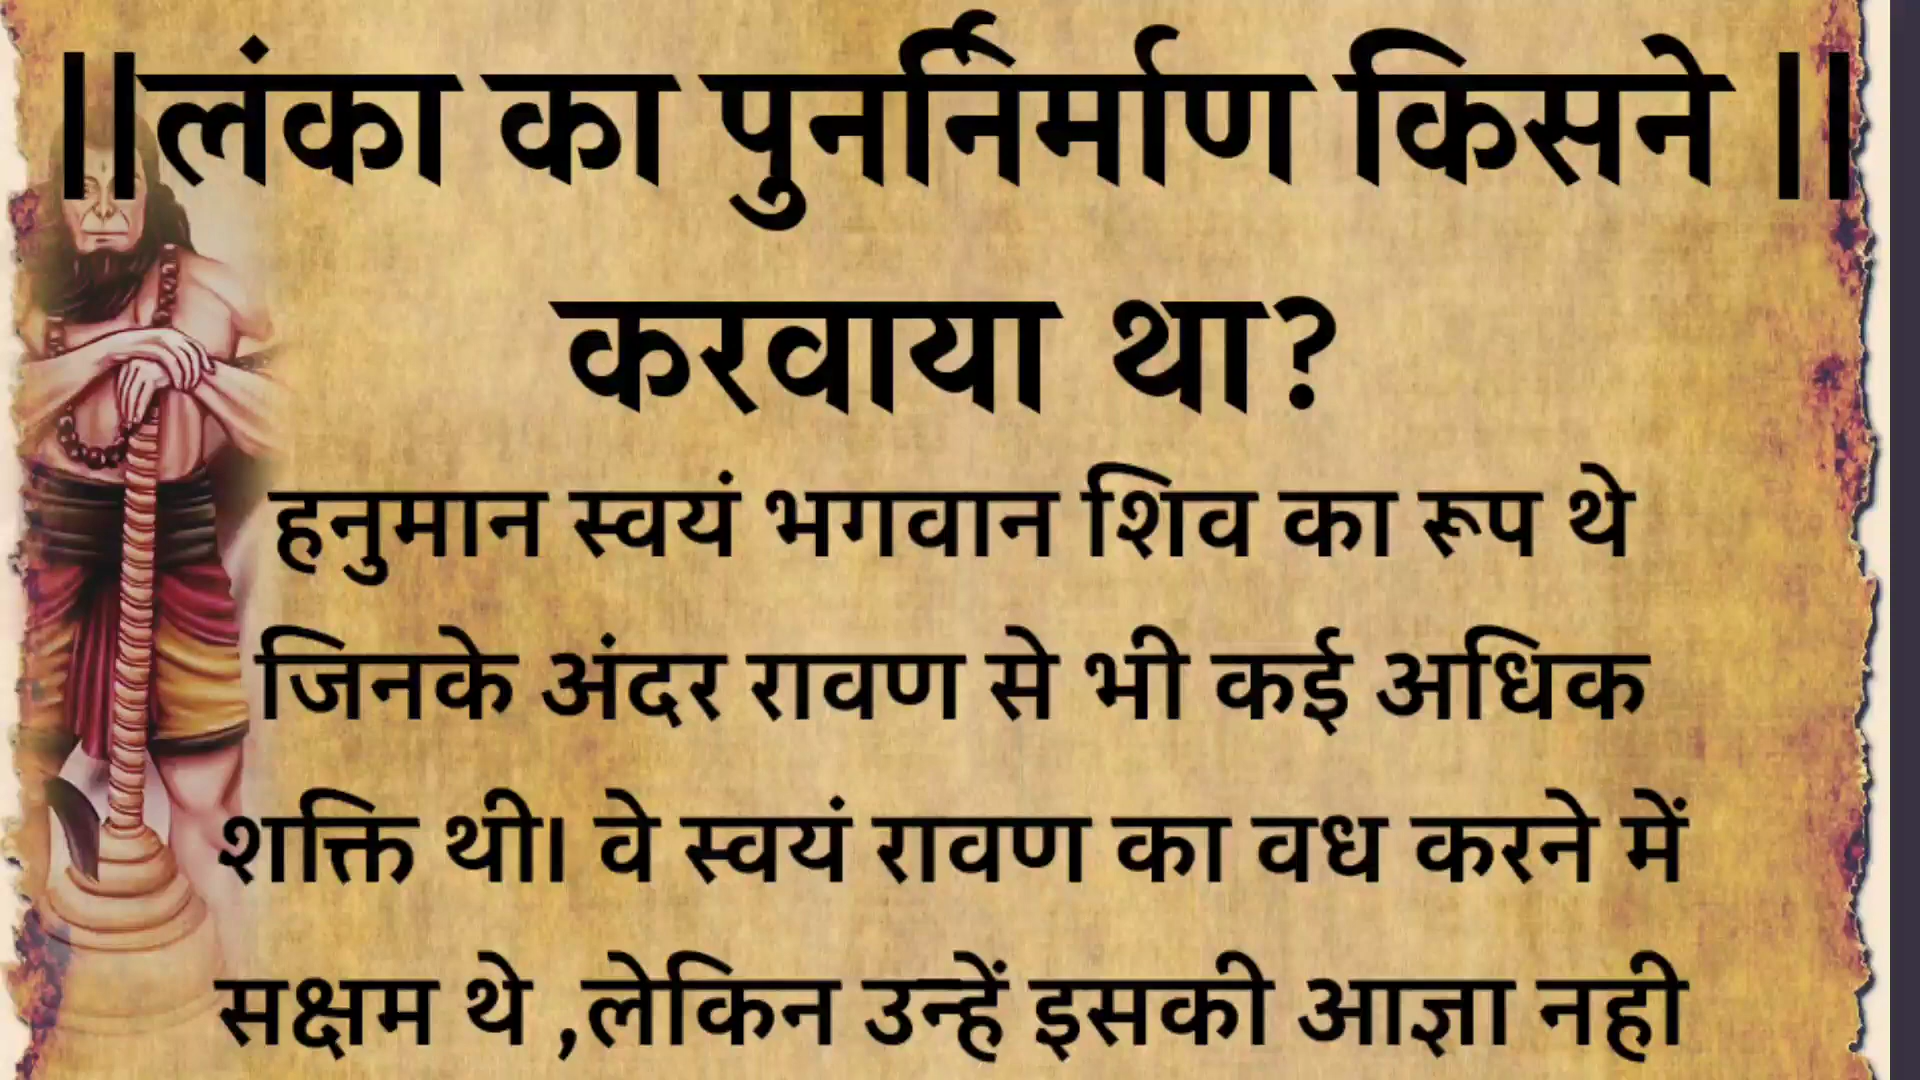 ||लंका का पुनर्निर्माण किसने ||
करवाया था?
हनुमान स्वयं भगवान शिव का रूप थे
जिनके अंदर रावण से भी कई अधिक
शक्ति थी। वे स्वयं रावण का वध करने में
सक्षम थे ,लेकिन उन्हें इसकी आज्ञा नही